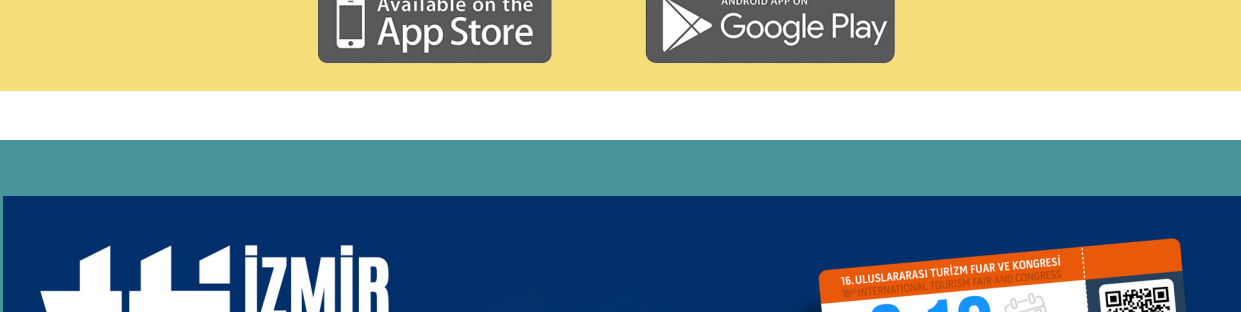 Available on the
App Store
ANDROID APP ON
Google Play
İZMİR
16. ULUSLARARASI TURİZM FUAR VE KONGRESİ
16th INTERNATIONAL TOURISM FAIR AND CONGRESS